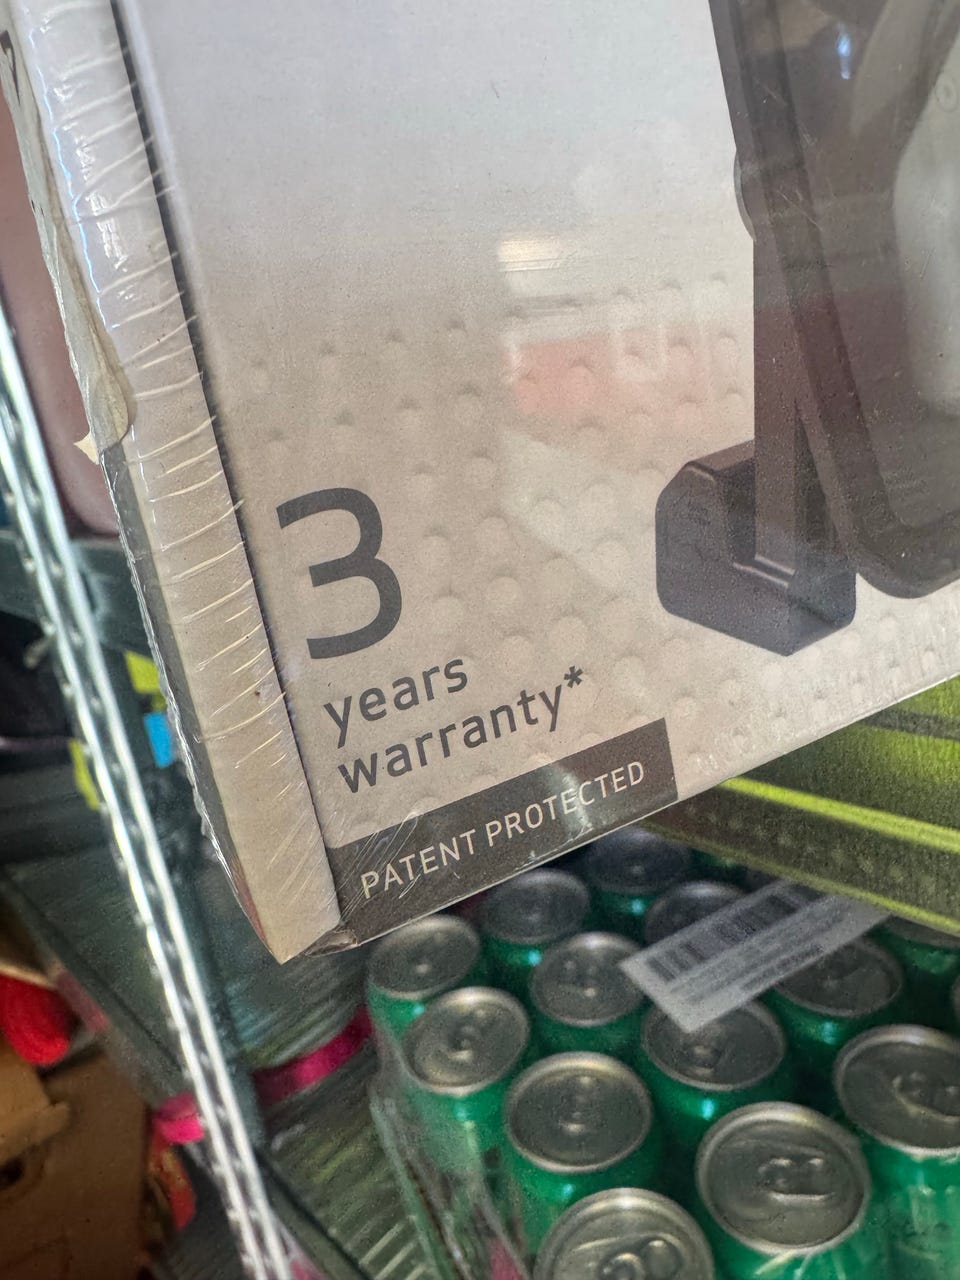 3
years
warranty*
PATENT PROTECTED